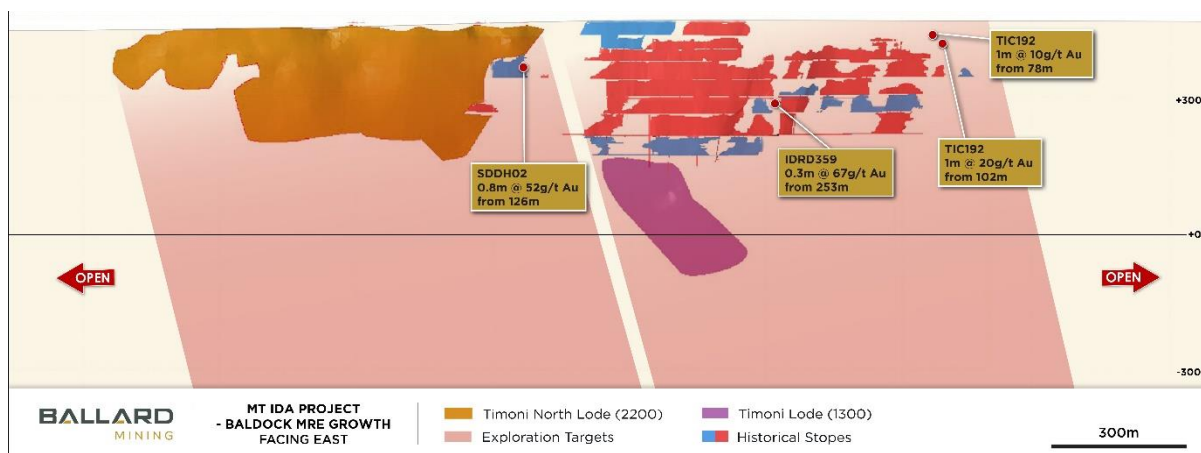 TIC192
1m @ 10g/t Au
from 78m
+300
SDDH02
0.8m @ 52g/t Au
from 126m
IDRD359
0.3m @ 67g/t Au
from 253m
TIC192
1m @ 20g/t Au
from 102m
+0
OPEN
OPEN
-300
BALLARD
MINING
MT IDA PROJECT
- BALDOCK MRE GROWTH
FACING EAST
Timoni North Lode (2200)
Exploration Targets
Timoni Lode (1300)
Historical Stopes
300m